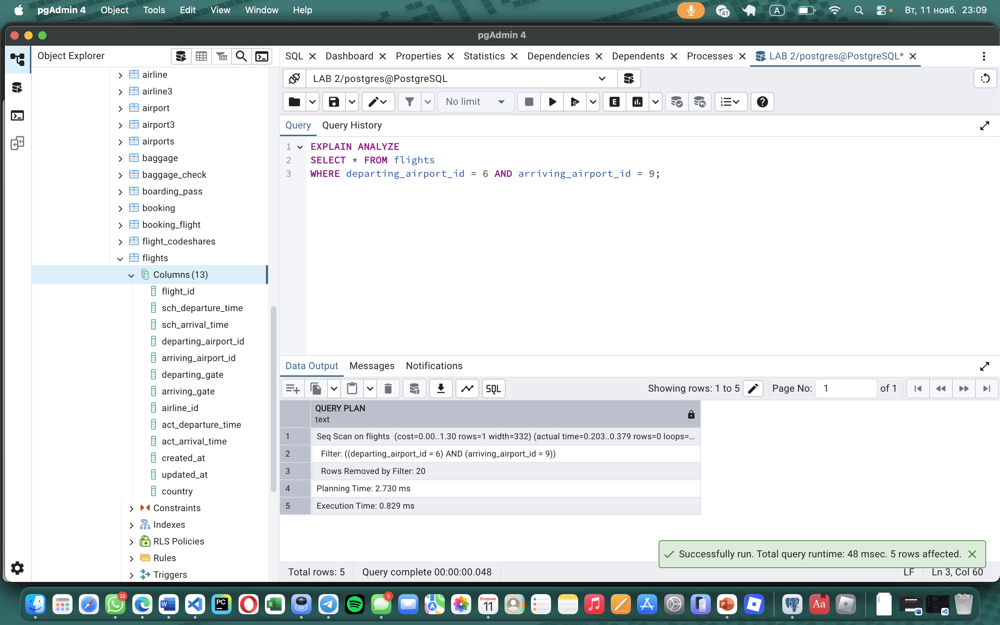 pgAdmin 4 Object Tools Edit View Window Help 41 A Вт, 11 нояб. 23:09
pgAdmin 4
Object Explorer
SQL Dashboard Properties Statistics Dependencies Dependents Processes LAB 2/postgres@PostgreSQL*
LAB 2/postgres@PostgreSQL
No limit E
Query Query History
1 EXPLAIN ANALYZE
2 SELECT * FROM flights
3 WHERE departing_airport_id = 6 AND arriving_airport_id = 9;
airline
airline3
airport
airport3
airports
baggage
baggage_check
boarding_pass
booking
booking_flight
flight_codeshares
flights
Columns (13)
flight_id
sch_departure_time
sch_arrival_time
departing_airport_id
arriving_airport_id
departing_gate
arriving_gate
airline_id
act_departure_time
act_arrival_time
created_at
updated_at
country
Constraints
Indexes
RLS Policies
Rules
Triggers
Data Output Messages Notifications
SQL Showing rows: 1 to 5 Page No: 1 of 1
QUERY PLAN
text
1 Seq Scan on flights (cost=0.00..1.30 rows=1 width=332) (actual time=0.203..0.379 rows=0 loops=...
2 Filter: ((departing_airport_id = 6) AND (arriving_airport_id = 9))
3 Rows Removed by Filter: 20
4 Planning Time: 2.730 ms
5 Execution Time: 0.829 ms
Successfully run. Total query runtime: 48 msec. 5 rows affected.
Total rows: 5 Query complete 00:00:00.048 LF Ln 3, Col 60
23 W PC X 5 Вторник 11 P Aa